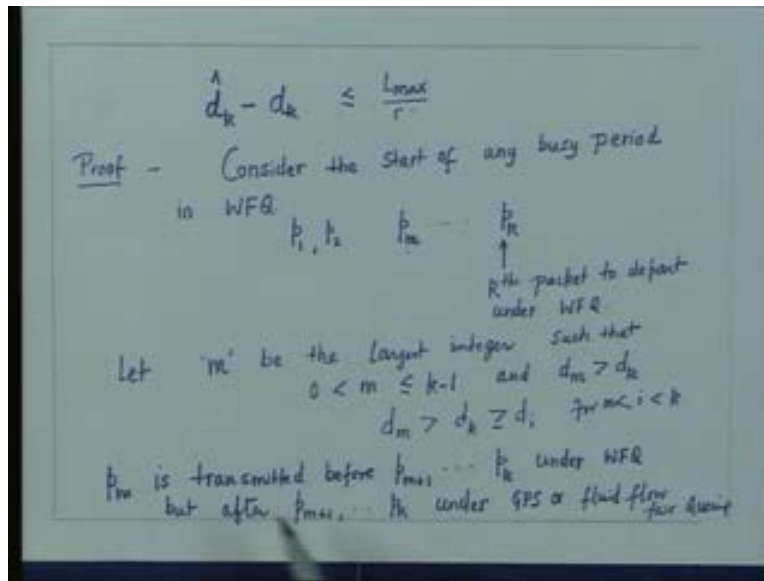 d̂k - dk ≤ Lmax/r
Proof - Consider the start of any busy period
in WFQ
p1, p2 pm ... pk
↑
kth packet to depart
under WFQ
Let 'm' be the largest integer such that
0 < m ≤ k-1 and dm > dk
dm > dk ≥ di for m < i < k
pm is transmitted before pm+1 ... pk under WFQ
but after pm+1, ... pk under GPS or fluid flow
fair queuing